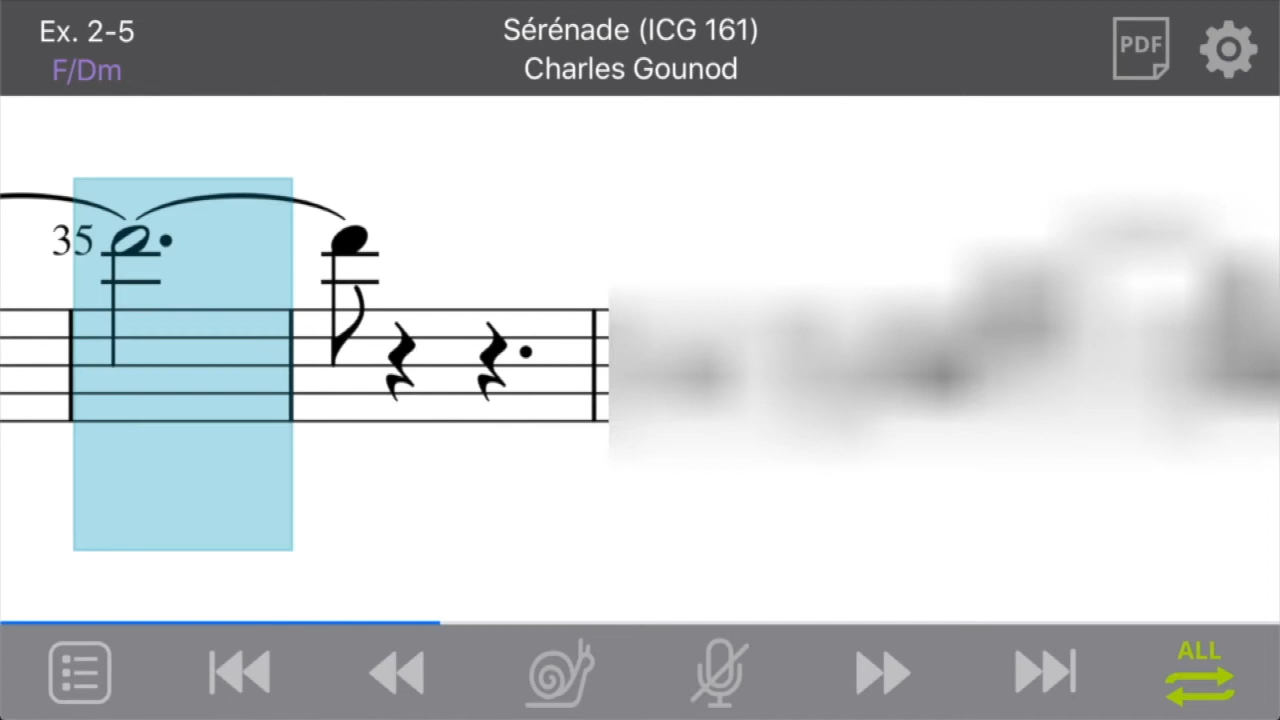 Ex. 2-5
F/Dm
Sérénade (ICG 161)
Charles Gounod
PDF
35
ALL